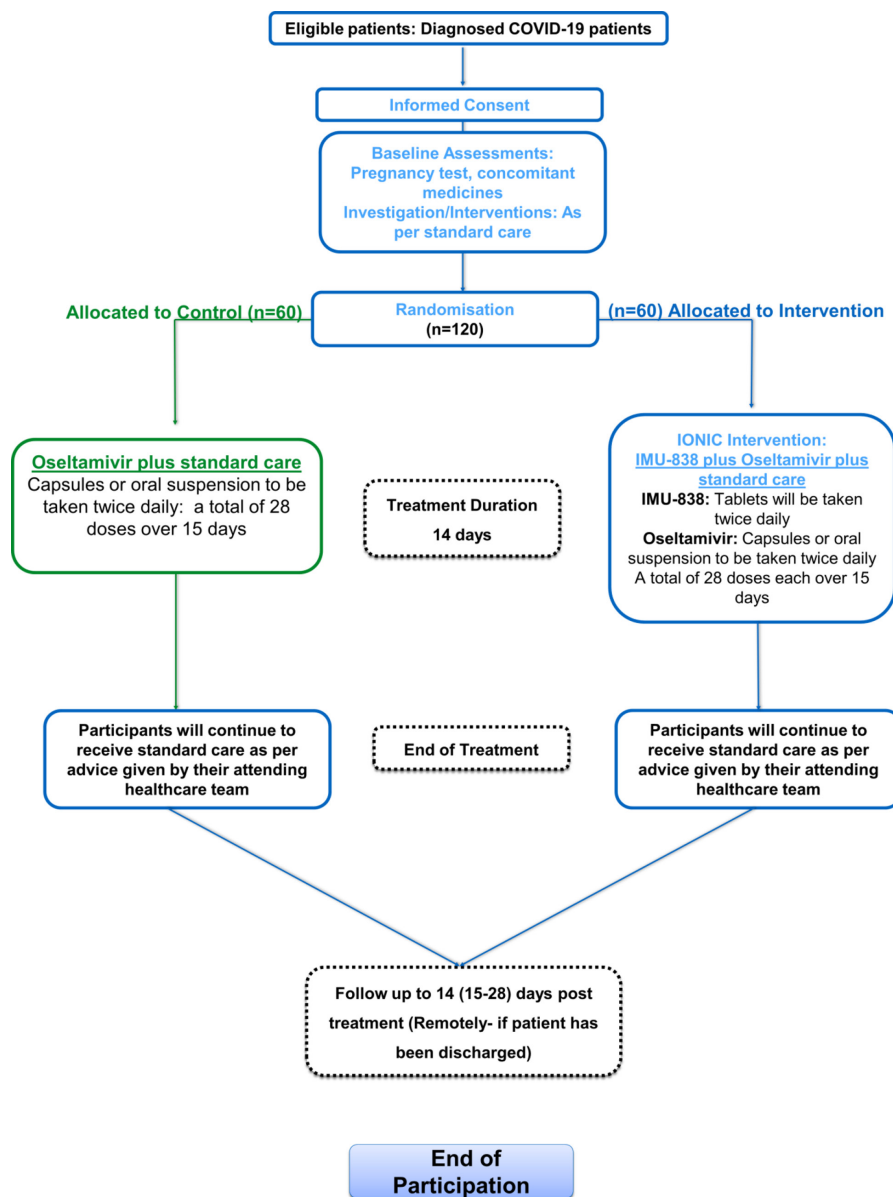 Eligible patients: Diagnosed COVID-19 patients
Informed Consent
Baseline Assessments:
Pregnancy test, concomitant
medicines
Investigation/Interventions: As
per standard care
Allocated to Control (n=60)
Randomisation
(n=120)
(n=60) Allocated to Intervention
Oseltamivir plus standard care
Capsules or oral suspension to be
taken twice daily: a total of 28
doses over 15 days
Treatment Duration
14 days
IONIC Intervention:
IMU-838 plus Oseltamivir plus
standard care
IMU-838: Tablets will be taken
twice daily
Oseltamivir: Capsules or oral
suspension to be taken twice daily
A total of 28 doses each over 15
days
Participants will continue to
receive standard care as per
advice given by their attending
healthcare team
End of Treatment
Participants will continue to
receive standard care as per
advice given by their attending
healthcare team
Follow up to 14 (15-28) days post
treatment (Remotely- if patient has
been discharged)
End of
Participation